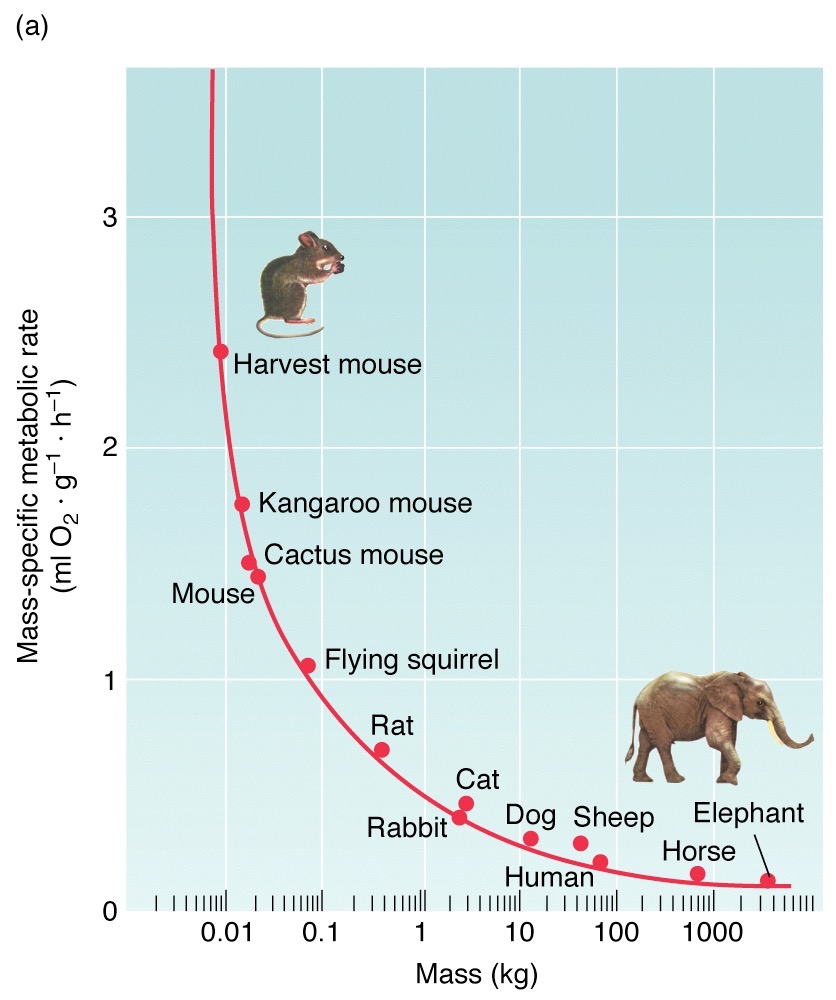 (a)
Mass-specific metabolic rate
(ml O₂ · g⁻¹ · h⁻¹)
3
2
1
0
Harvest mouse
Kangaroo mouse
Cactus mouse
Mouse
Flying squirrel
Rat
Cat
Rabbit
Dog
Sheep
Elephant
Human
Horse
0.01 0.1 1 10 100 1000
Mass (kg)